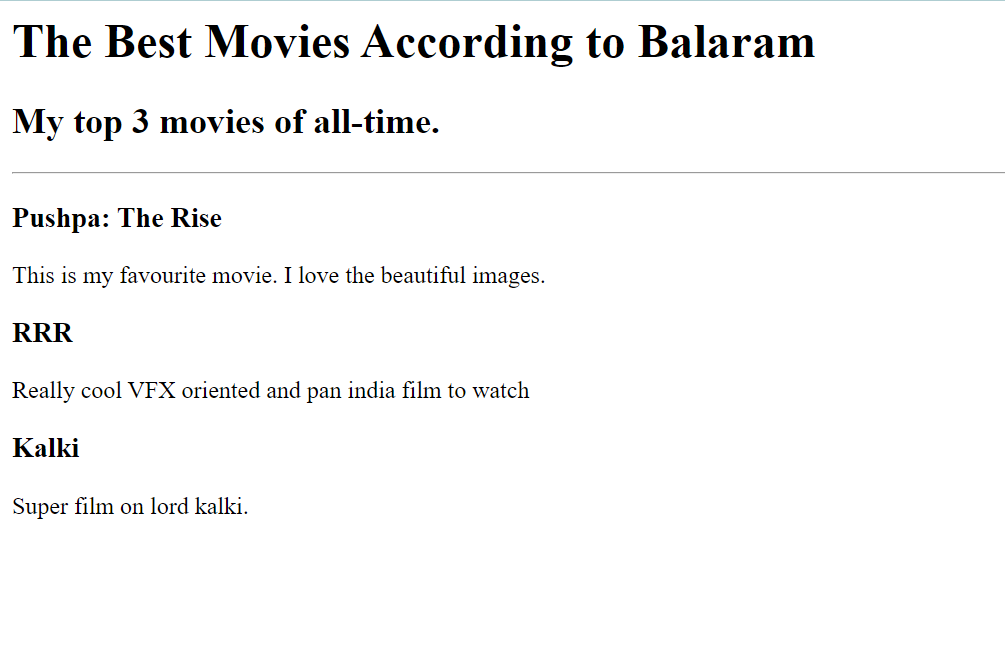 The Best Movies According to Balaram
My top 3 movies of all-time.
Pushpa: The Rise
This is my favourite movie. I love the beautiful images.
RRR
Really cool VFX oriented and pan india film to watch
Kalki
Super film on lord kalki.